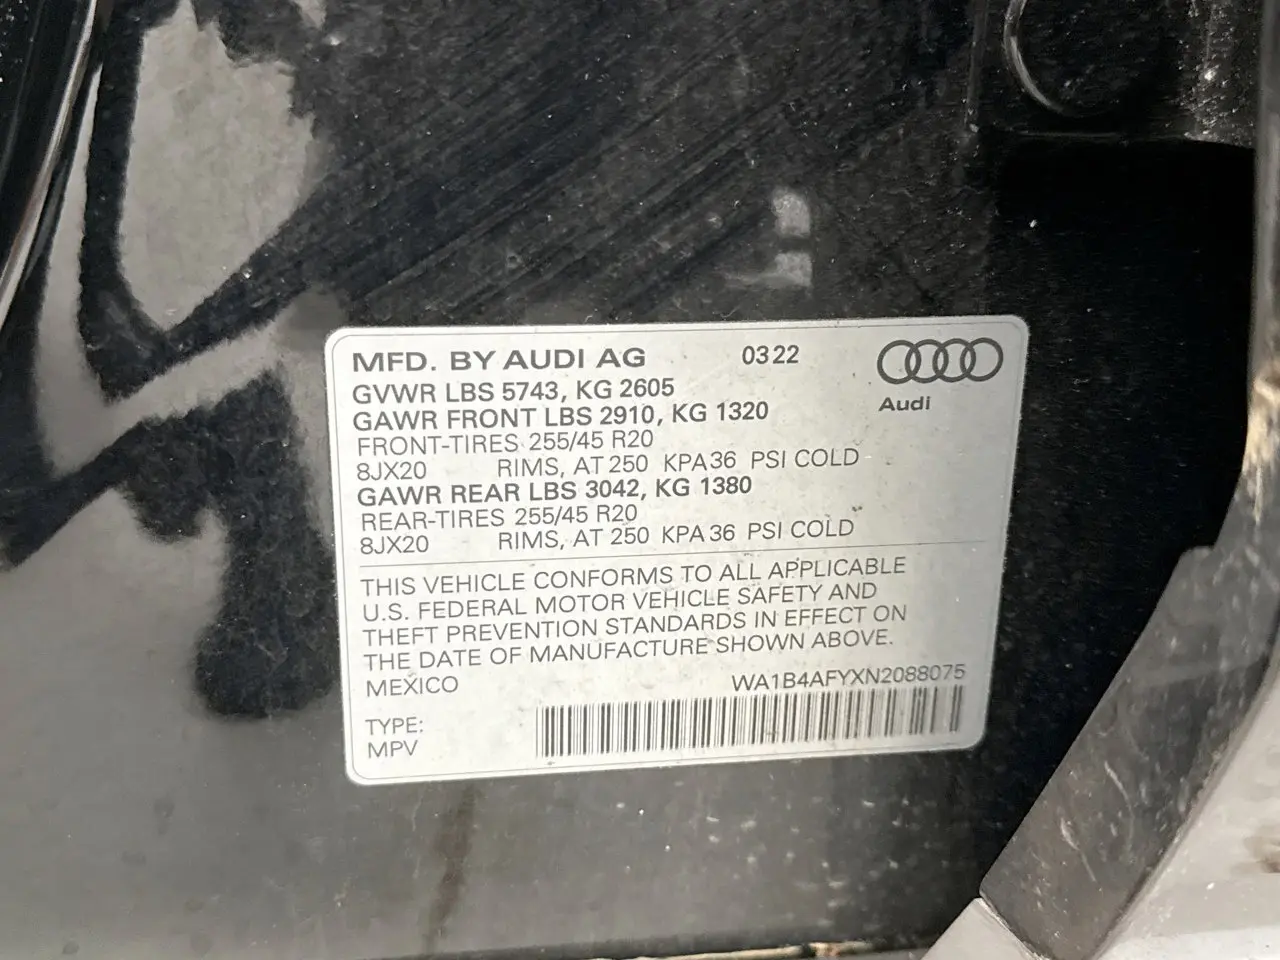 MFD. BY AUDI AG 03 22
GVWR LBS 5743, KG 2605
GAWR FRONT LBS 2910, KG 1320
Audi
FRONT-TIRES 255/45 R20
8JX20 RIMS, AT 250 KPA 36 PSI COLD
GAWR REAR LBS 3042, KG 1380
REAR-TIRES 255/45 R20
8JX20 RIMS, AT 250 KPA 36 PSI COLD
THIS VEHICLE CONFORMS TO ALL APPLICABLE
U.S. FEDERAL MOTOR VEHICLE SAFETY AND
THEFT PREVENTION STANDARDS IN EFFECT ON
THE DATE OF MANUFACTURE SHOWN ABOVE.
MEXICO WA1B4AFYXN2088075
TYPE:
MPV